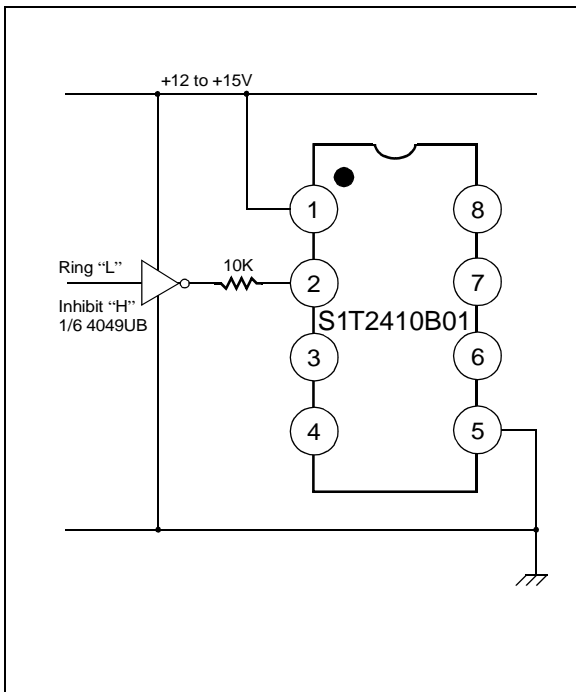 +12 to +15V
1
8
Ring “L”
10K
2
7
Inhibit “H”
1/6 4049UB
S1T2410B01
3
6
4
5